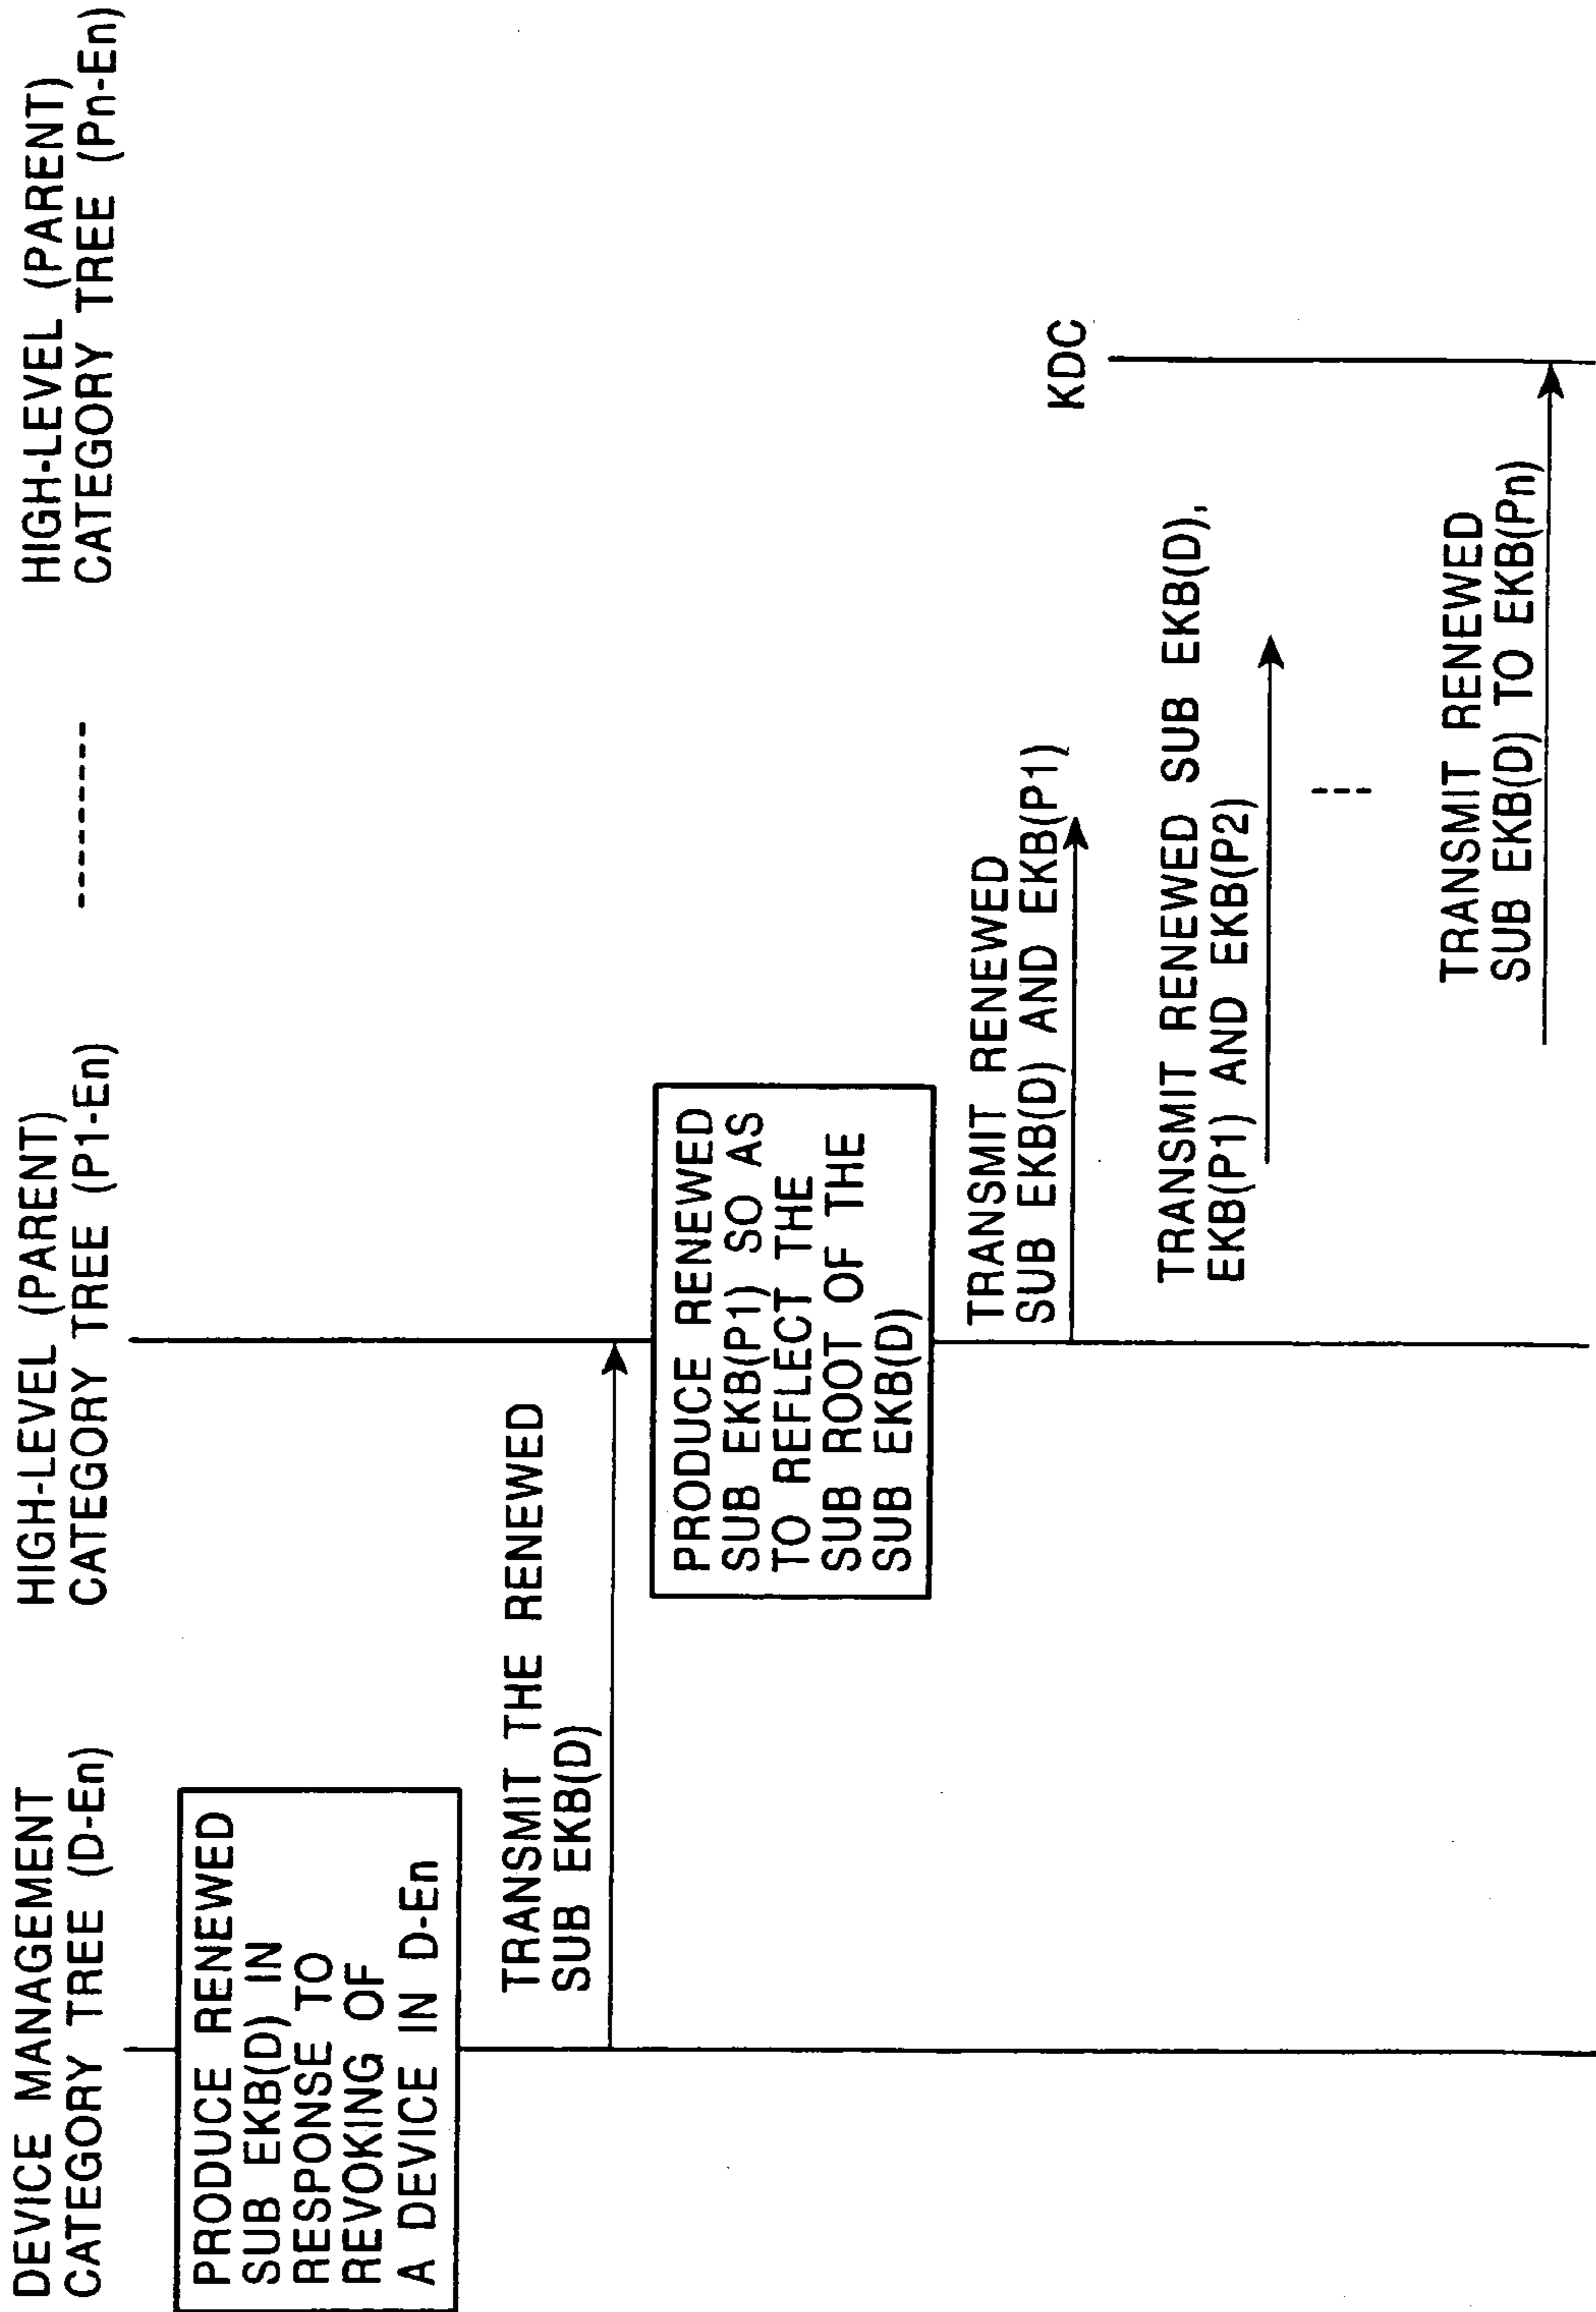 DEVICE MANAGEMENT
CATEGORY TREE (D-En)
HIGH-LEVEL (PARENT)
CATEGORY TREE (P1-En)
HIGH-LEVEL (PARENT)
CATEGORY TREE (Pn-En)
PRODUCE RENEWED
SUB EKB(D) IN
RESPONSE TO
REVOKING OF
A DEVICE IN D-En
TRANSMIT THE RENEWED
SUB EKB(D)
PRODUCE RENEWED
SUB EKB(P1) SO AS
TO REFLECT THE
SUB ROOT OF THE
SUB EKB(D)
TRANSMIT RENEWED
SUB EKB(D) AND EKB(P1)
KDC
TRANSMIT RENEWED SUB EKB(D),
EKB(P1) AND EKB(P2)
TRANSMIT RENEWED
SUB EKB(D) TO EKB(Pn)